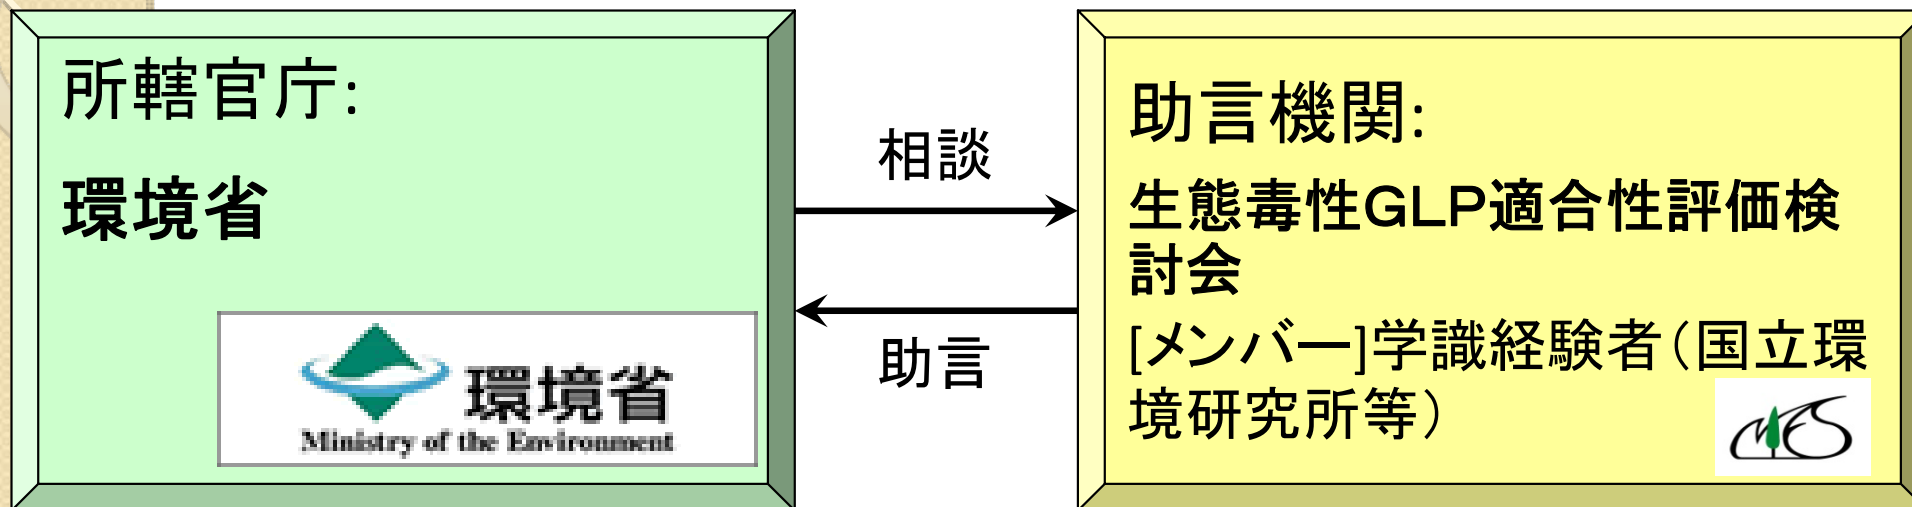 所轄官庁:
環境省
環境省
Ministry of the Environment
相談
助言
助言機関:
生態毒性GLP適合性評価検
討会
[メンバー]学識経験者(国立環
境研究所等)